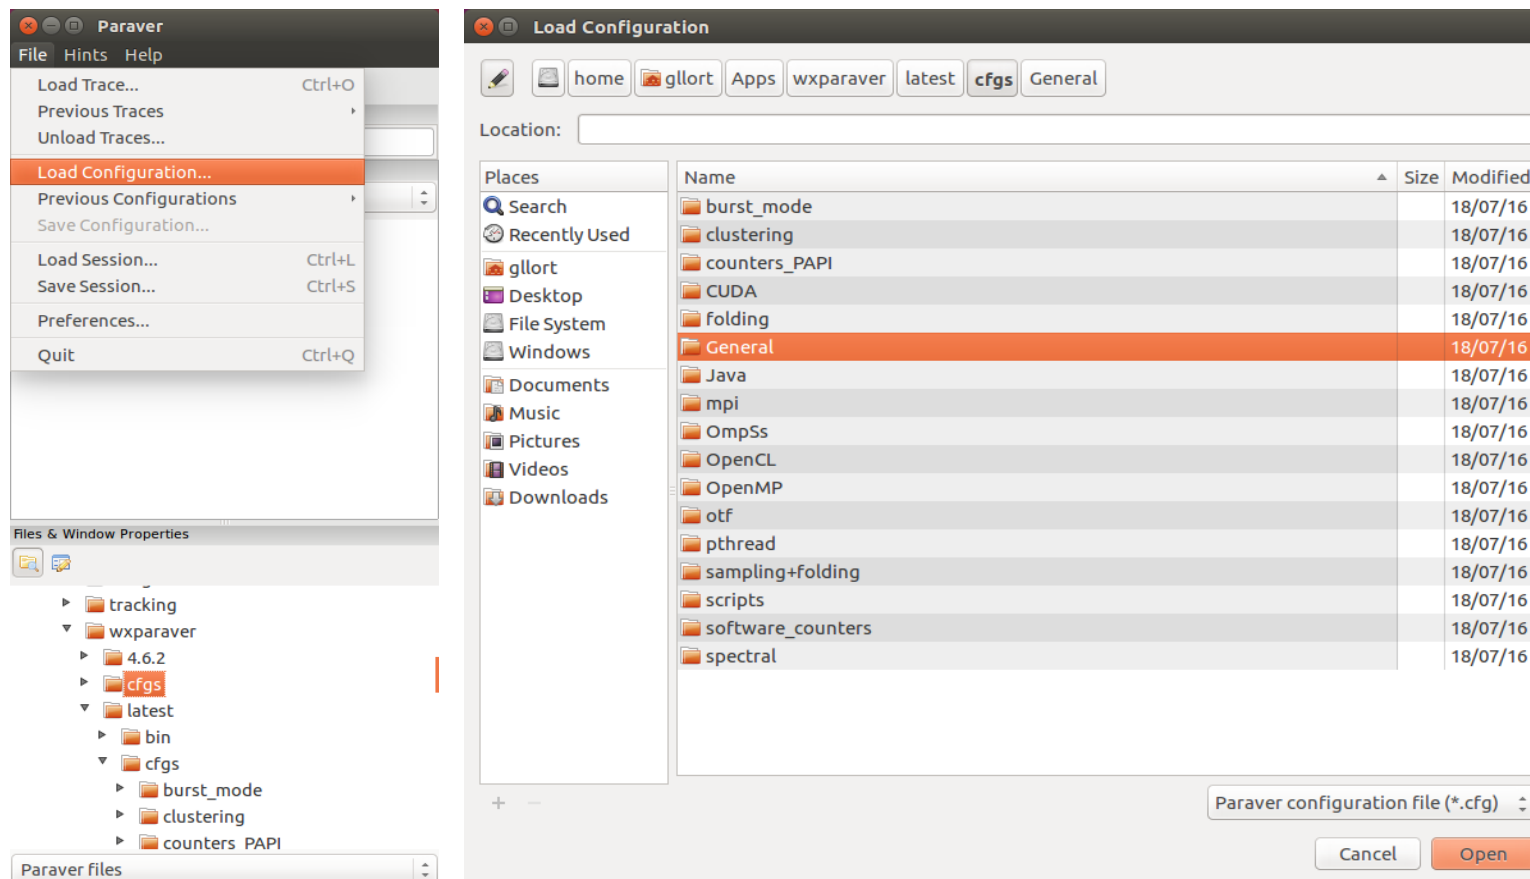 Paraver
File Hints Help
Load Trace... Ctrl+O
Previous Traces
Unload Traces...
Load Configuration...
Previous Configurations
Save Configuration...
Load Session... Ctrl+L
Save Session... Ctrl+S
Preferences...
Quit Ctrl+Q
Files & Window Properties
tracking
wxparaver
4.6.2
cfgs
latest
bin
cfgs
burst_mode
clustering
counters_PAPI
Paraver files
Load Configuration
home gllort Apps wxparaver latest cfgs General
Location:
Places
Search
Recently Used
gllort
Desktop
File System
Windows
Documents
Music
Pictures
Videos
Downloads
Name Size Modified
burst_mode 18/07/16
clustering 18/07/16
counters_PAPI 18/07/16
CUDA 18/07/16
folding 18/07/16
General 18/07/16
Java 18/07/16
mpi 18/07/16
OmpSs 18/07/16
OpenCL 18/07/16
OpenMP 18/07/16
otf 18/07/16
pthread 18/07/16
sampling+folding 18/07/16
scripts 18/07/16
software_counters 18/07/16
spectral 18/07/16
Paraver configuration file (*.cfg)
Cancel Open